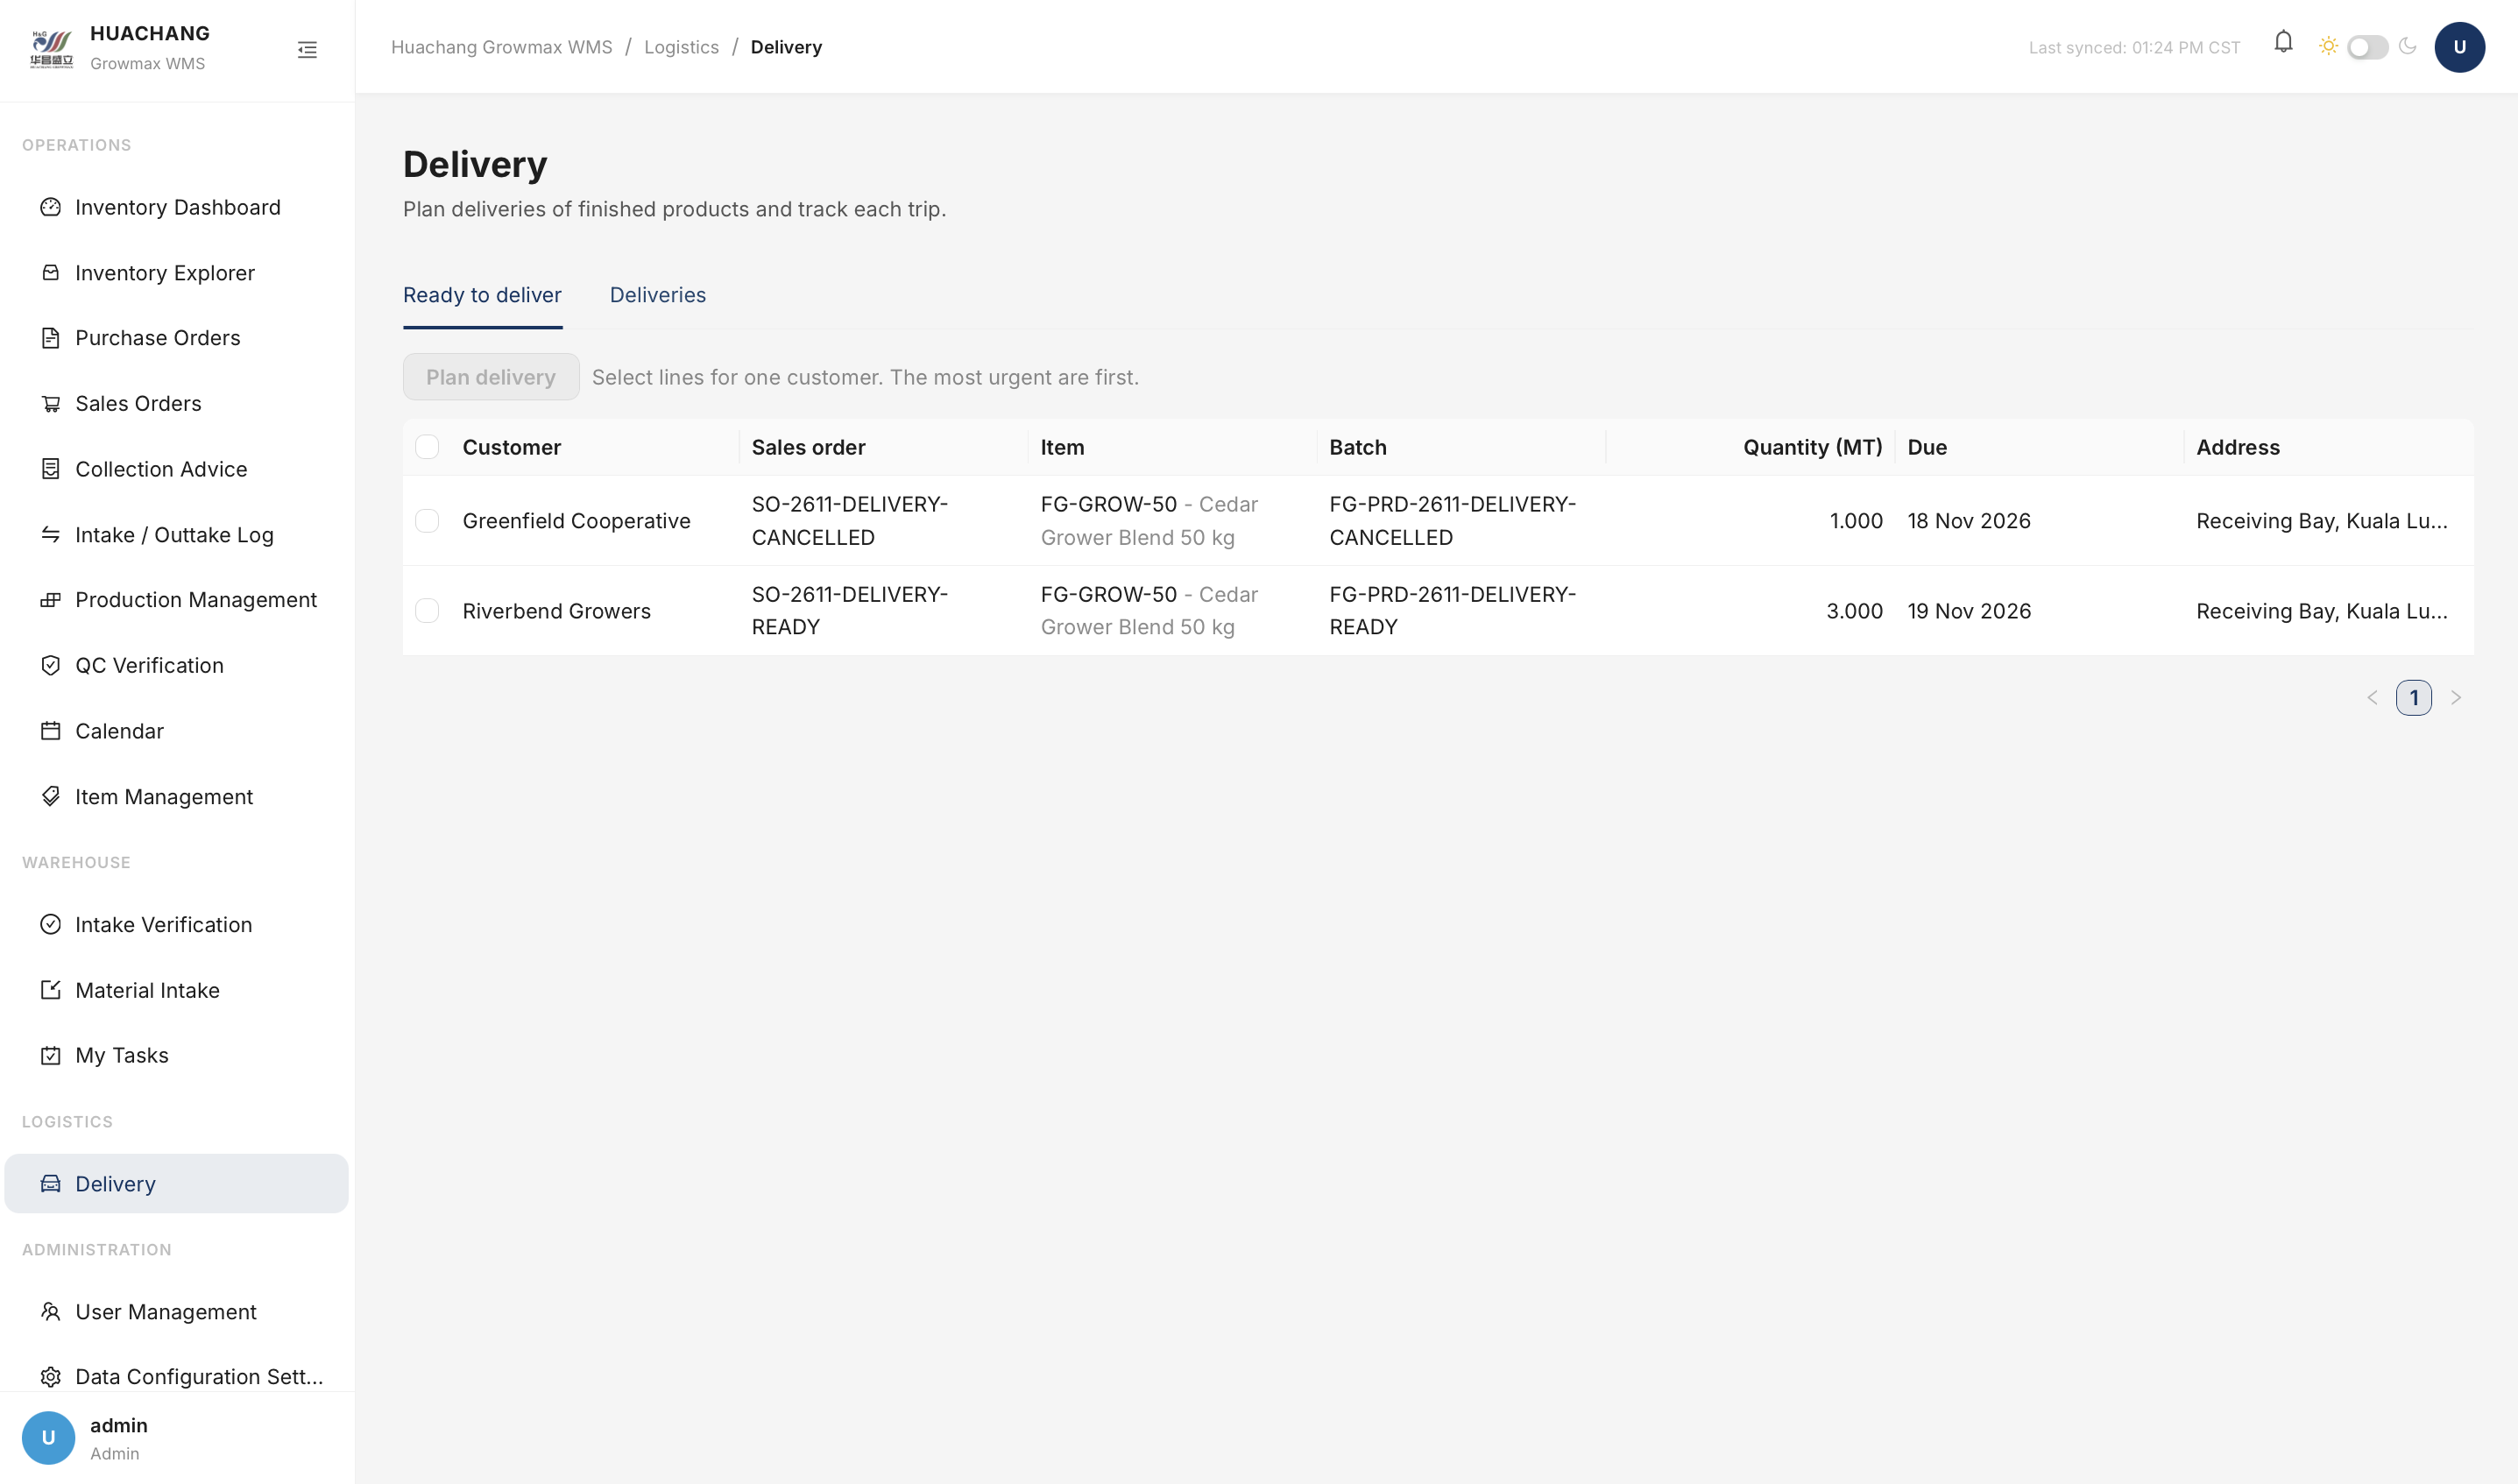 HUACHANG
Growmax WMS
H&G
华昌盛立
Huachang Growmax WMS / Logistics / Delivery
Last synced: 01:24 PM CST
U
OPERATIONS
Inventory Dashboard
Inventory Explorer
Purchase Orders
Sales Orders
Collection Advice
Intake / Outtake Log
Production Management
QC Verification
Calendar
Item Management
WAREHOUSE
Intake Verification
Material Intake
My Tasks
LOGISTICS
Delivery
ADMINISTRATION
User Management
Data Configuration Sett...
U
admin
Admin
Delivery
Plan deliveries of finished products and track each trip.
Ready to deliver Deliveries
Plan delivery Select lines for one customer. The most urgent are first.
Customer Sales order Item Batch Quantity (MT) Due Address
Greenfield Cooperative SO-2611-DELIVERY-CANCELLED FG-GROW-50 - Cedar Grower Blend 50 kg FG-PRD-2611-DELIVERY-CANCELLED 1.000 18 Nov 2026 Receiving Bay, Kuala Lu...
Riverbend Growers SO-2611-DELIVERY-READY FG-GROW-50 - Cedar Grower Blend 50 kg FG-PRD-2611-DELIVERY-READY 3.000 19 Nov 2026 Receiving Bay, Kuala Lu...
1